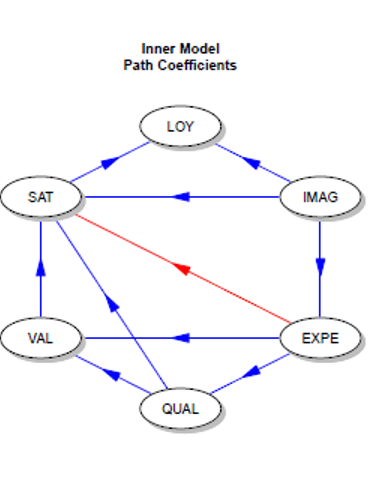 Inner Model
Path Coefficients
LOY
SAT
IMAG
VAL
EXPE
QUAL